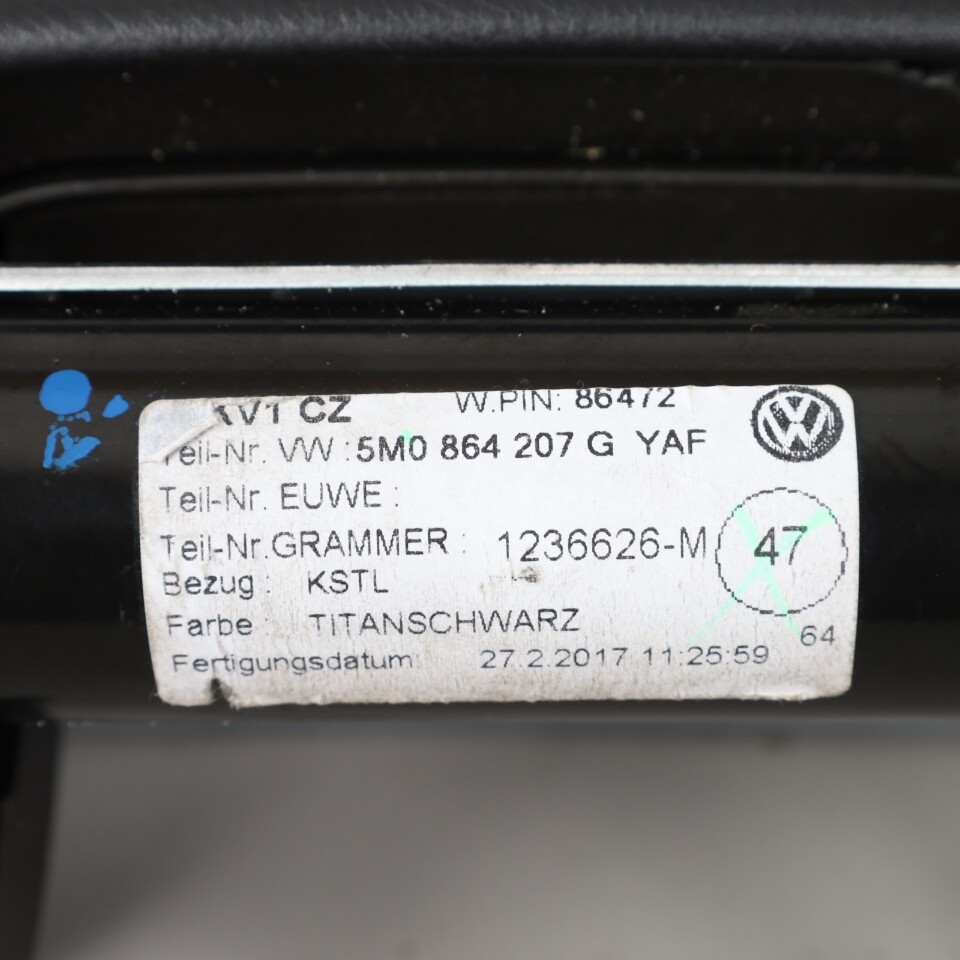 CZ W.PIN: 86472
Teil-Nr. VW : 5M0 864 207 G YAF
Teil-Nr. EUWE :
Teil-Nr. GRAMMER : 1236626-M 47
Bezug : KSTL
Farbe : TITANSCHWARZ 64
Fertigungsdatum: 27.2.2017 11:25:59